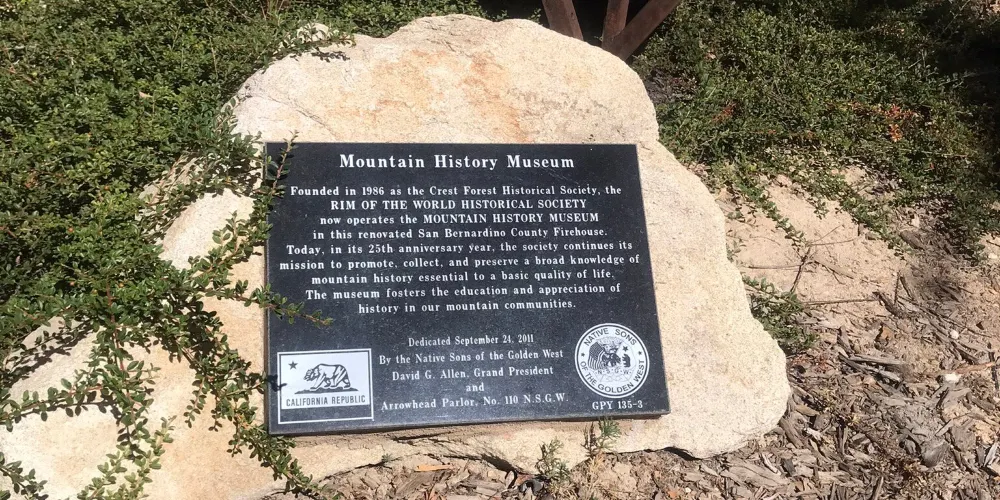 Mountain History Museum
Founded in 1986 as the Crest Forest Historical Society, the
RIM OF THE WORLD HISTORICAL SOCIETY
now operates the MOUNTAIN HISTORY MUSEUM
in this renovated San Bernardino County Firehouse.
Today, in its 25th anniversary year, the society continues its
mission to promote, collect, and preserve a broad knowledge of
mountain history essential to a basic quality of life.
The museum fosters the education and appreciation of
history in our mountain communities.
Dedicated September 24, 2011
By the Native Sons of the Golden West
David G. Allen, Grand President
and
Arrowhead Parlor, No. 110 N.S.G.W.
CALIFORNIA REPUBLIC
NATIVE SONS
OF THE GOLDEN WEST
GPY 135-3